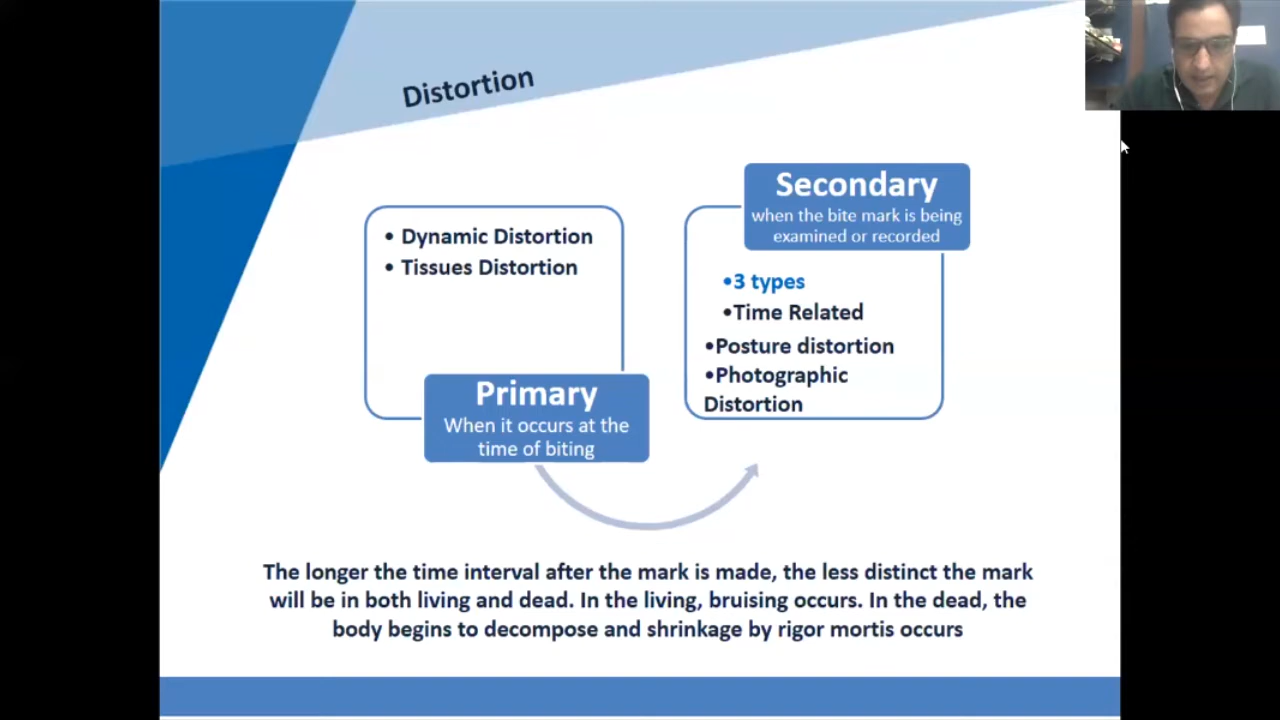 Distortion
• Dynamic Distortion
• Tissues Distortion
Primary
When it occurs at the
time of biting
Secondary
when the bite mark is being
examined or recorded
•3 types
•Time Related
•Posture distortion
•Photographic
Distortion
The longer the time interval after the mark is made, the less distinct the mark
will be in both living and dead. In the living, bruising occurs. In the dead, the
body begins to decompose and shrinkage by rigor mortis occurs